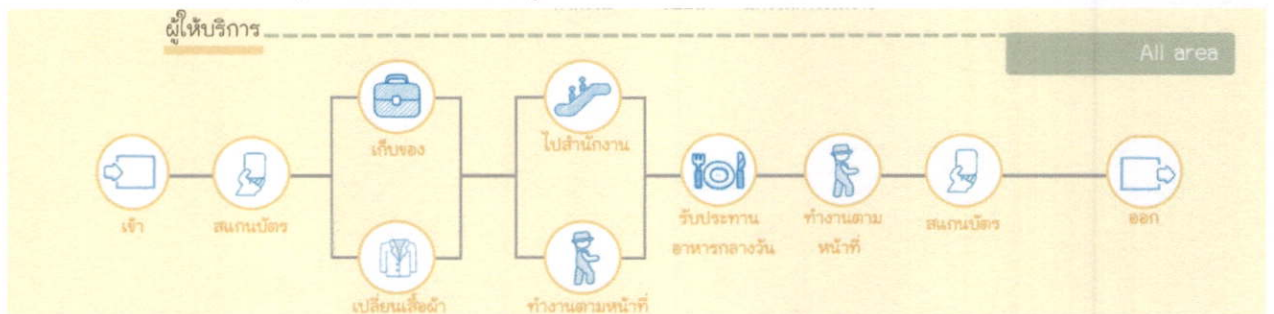 ผู้ให้บริการ
All area
เก็บของ
ไปสำนักงาน
เข้า
สแกนบัตร
รับประทาน
อาหารกลางวัน
ทำงานตาม
หน้าที่
สแกนบัตร
ออก
เปลี่ยนเสื้อผ้า
ทำงานตามหน้าที่